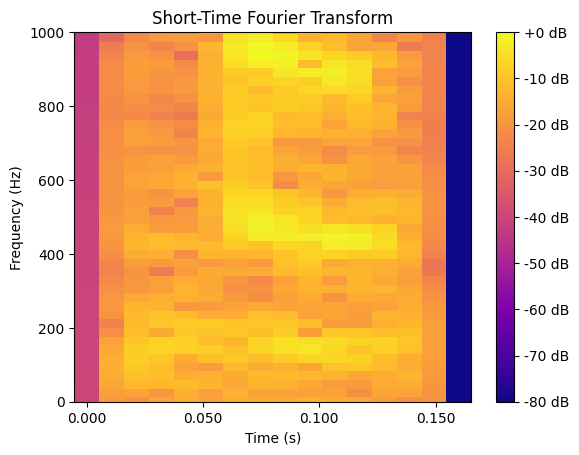 Short-Time Fourier Transform
1000
800
600
400
200
0
Frequency (Hz)
0.000
0.050
0.100
0.150
Time (s)
+0 dB
-10 dB
-20 dB
-30 dB
-40 dB
-50 dB
-60 dB
-70 dB
-80 dB